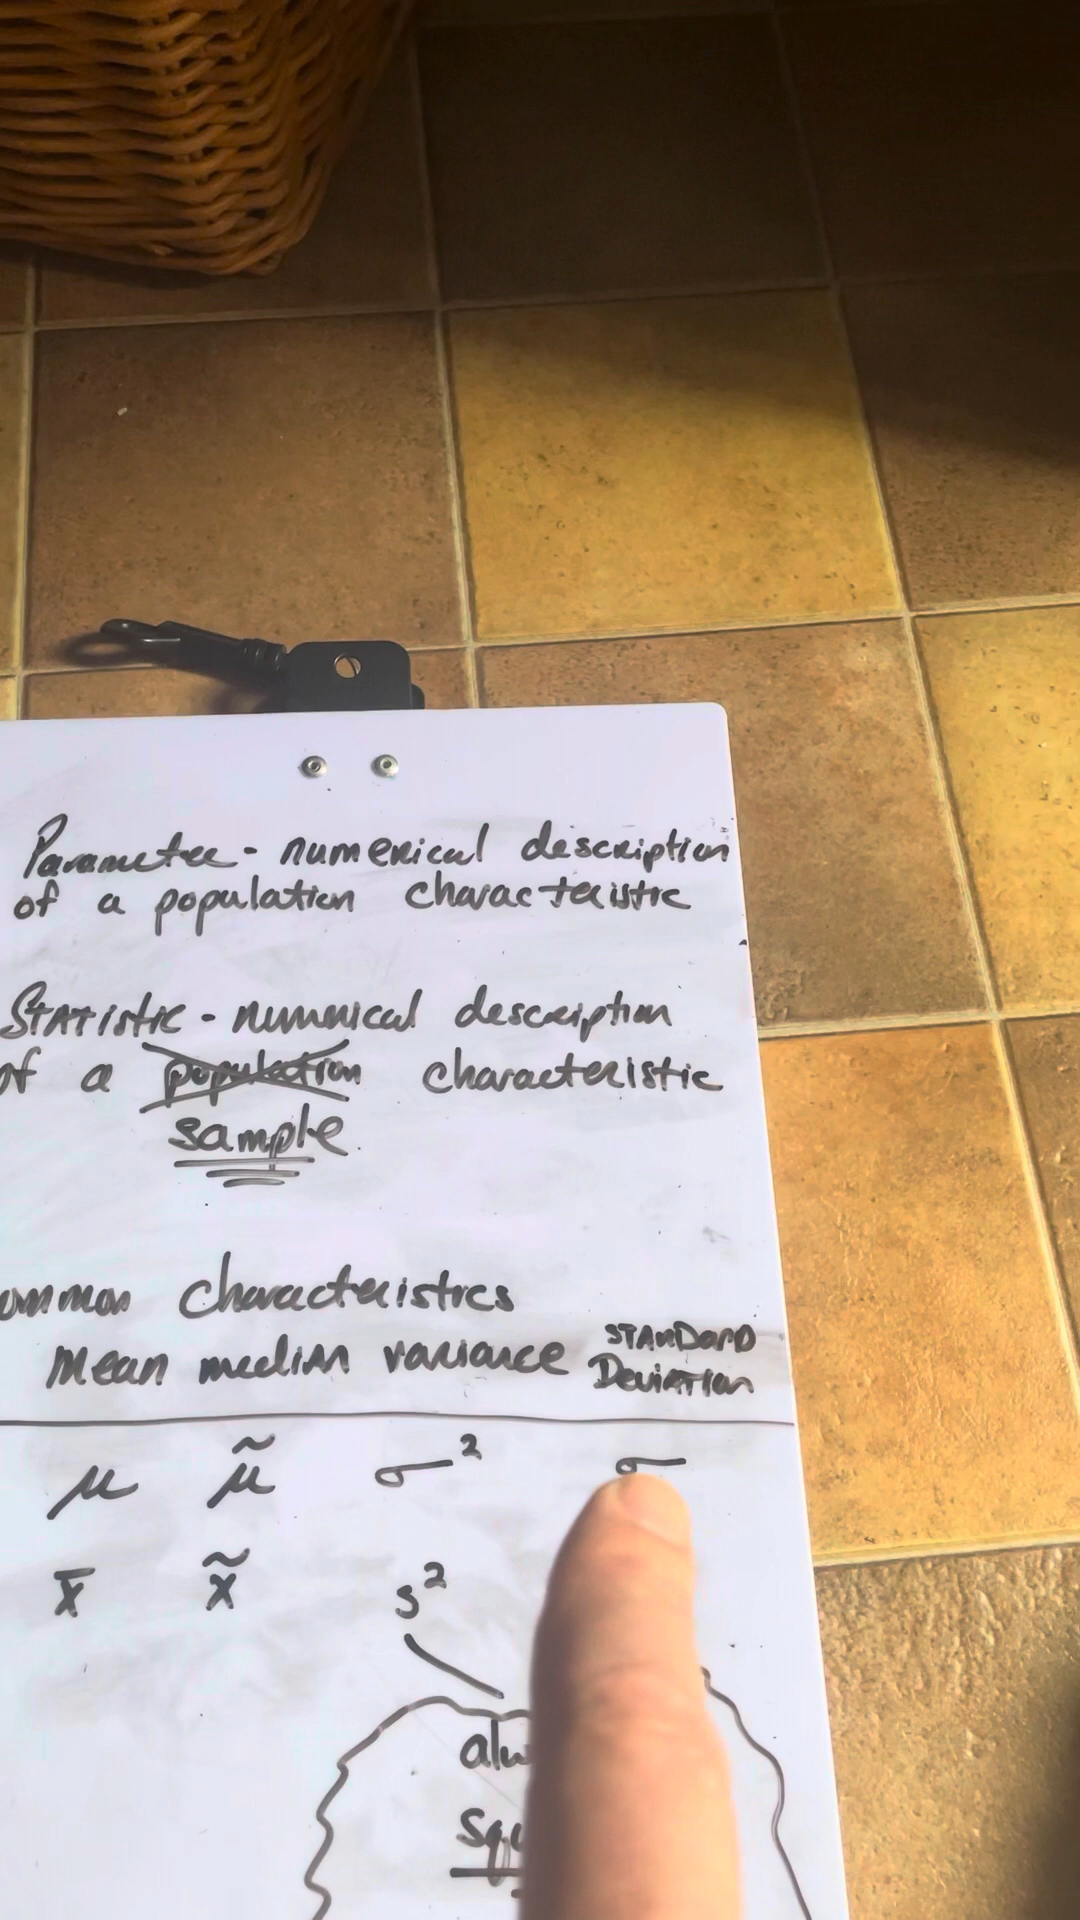 Parameter - numerical description
of a population characteristic
Statistic - numerical description
of a population characteristic
sample
ommon characteristics
mean median variance STANDARD
Deviation
μ μ̃ σ² σ
x̄ x̃ s²